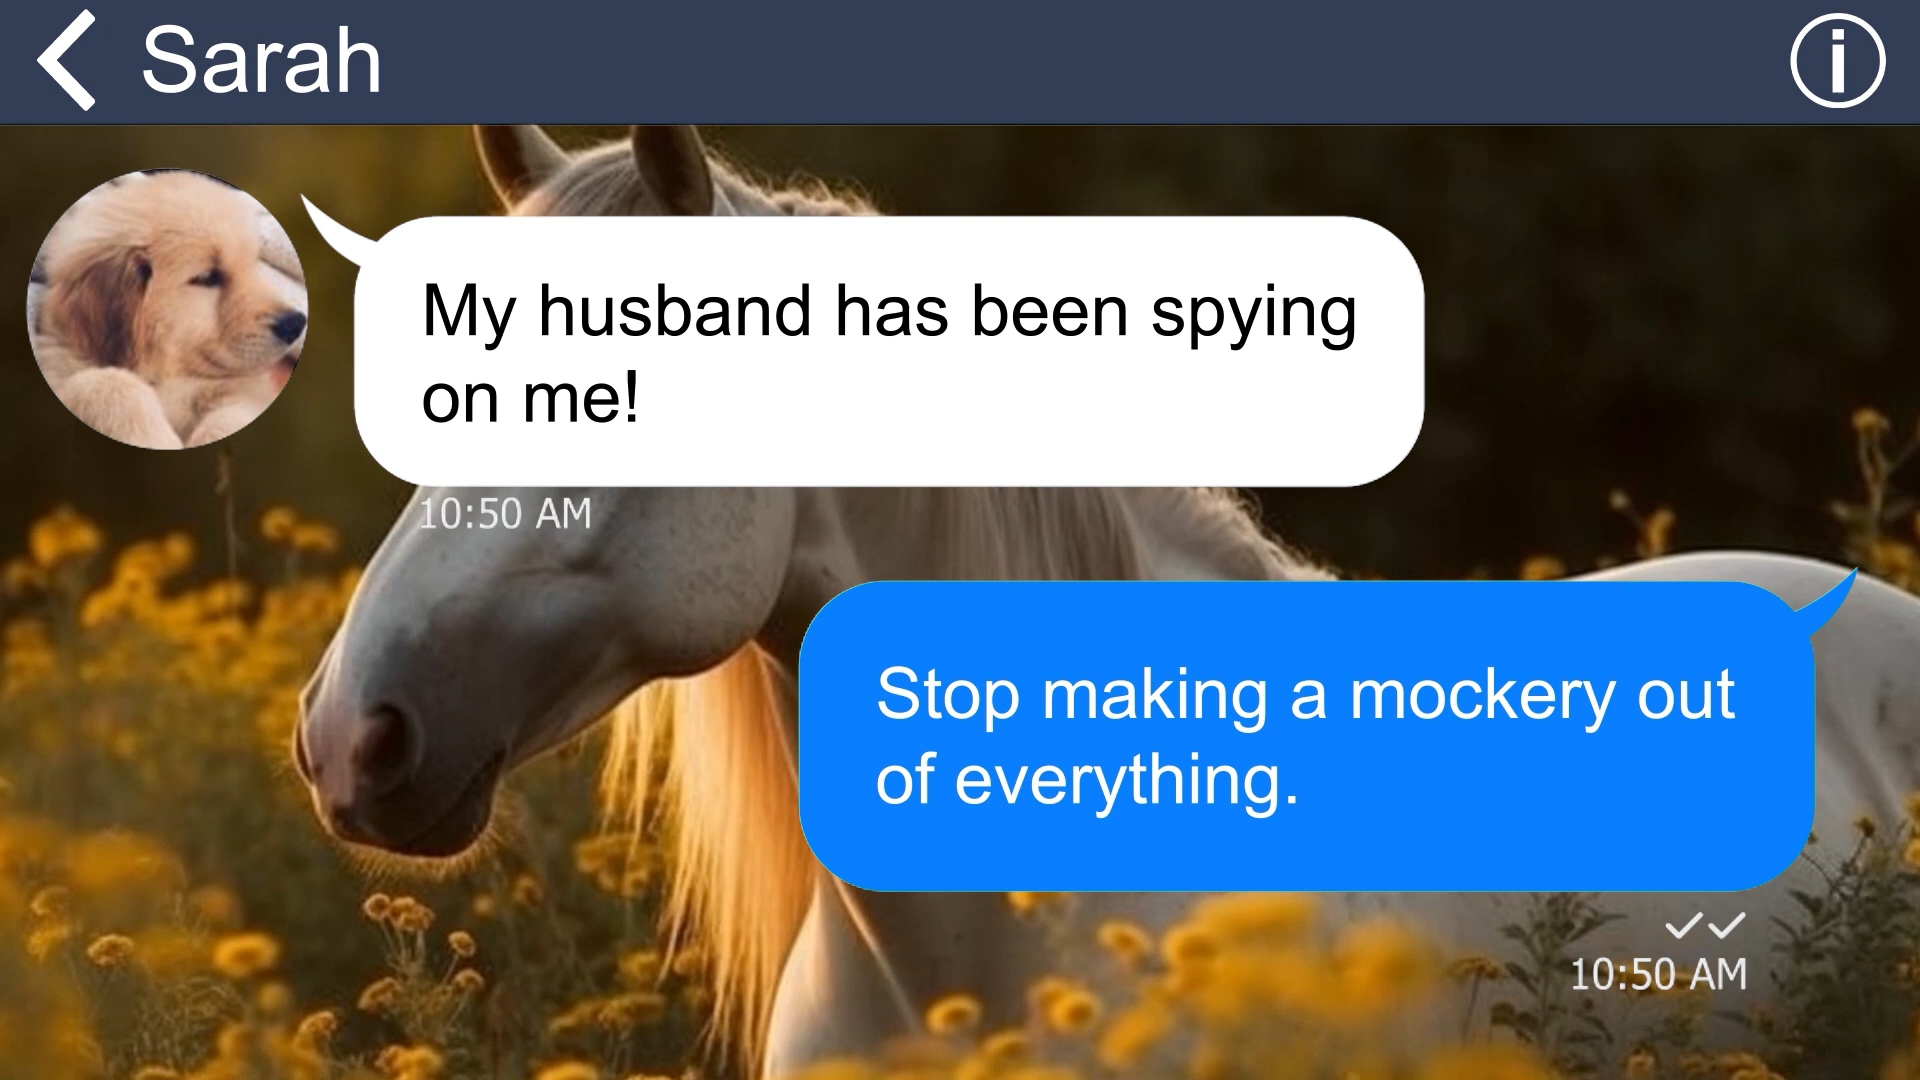 Sarah
My husband has been spying
on me!
10:50 AM
Stop making a mockery out
of everything.
10:50 AM